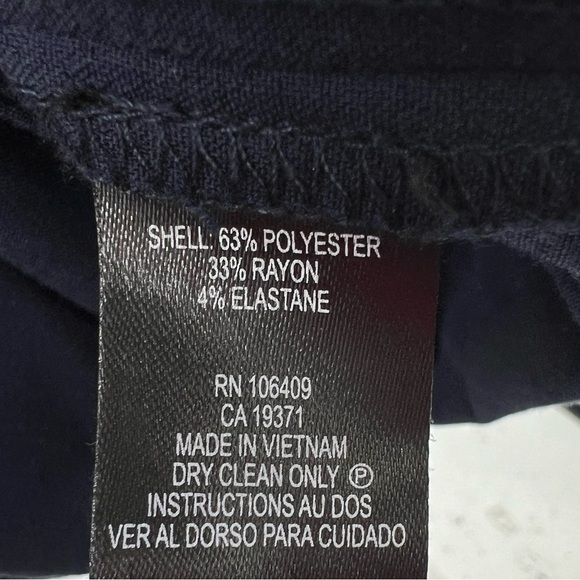 SHELL: 63% POLYESTER
33% RAYON
4% ELASTANE
RN 106409
CA 19371
MADE IN VIETNAM
DRY CLEAN ONLY Ⓟ
INSTRUCTIONS AU DOS
VER AL DORSO PARA CUIDADO